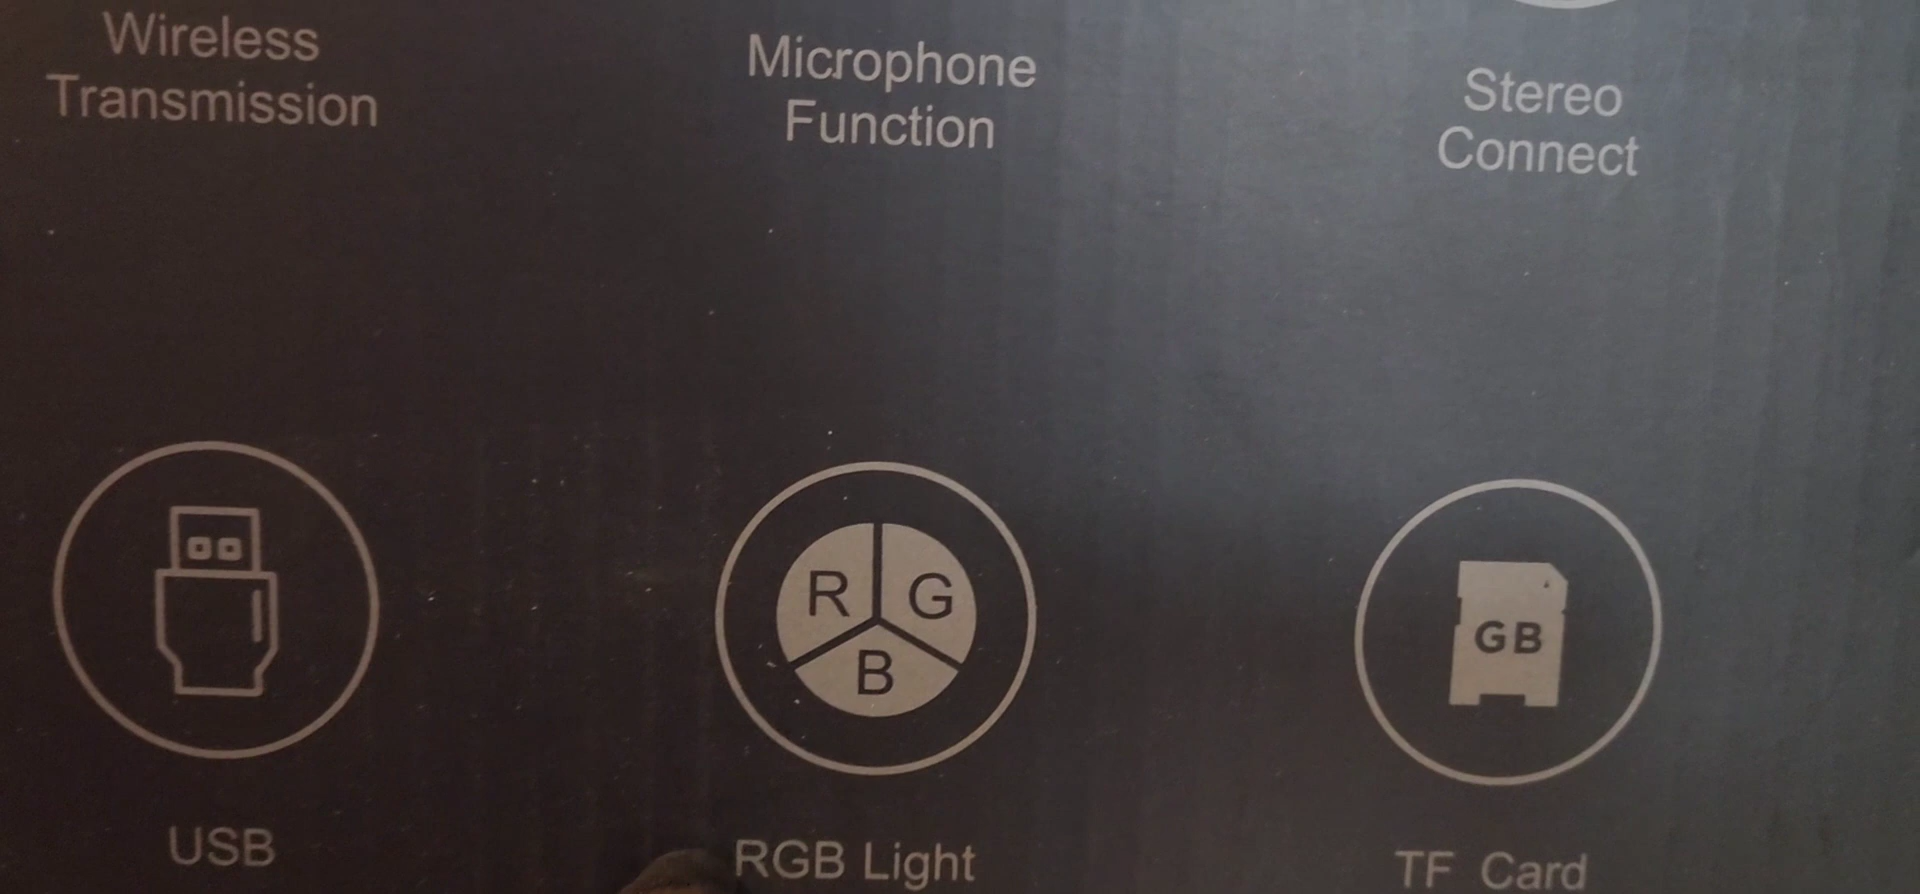 Wireless
Transmission
Microphone
Function
Stereo
Connect
R G
B
GB
USB
RGB Light
TF Card